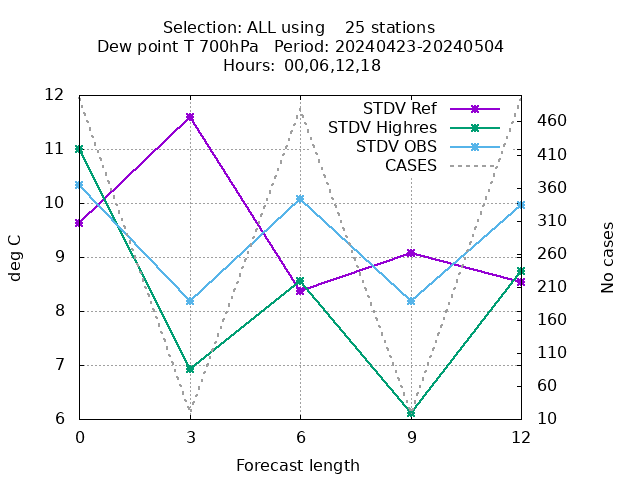 Selection: ALL using    25 stations
Dew point T 700hPa   Period: 20240423-20240504
Hours: 00,06,12,18
STDV Ref
STDV Highres
STDV OBS
CASES
12
11
10
9
8
7
6
deg C
460
410
360
310
260
210
160
110
60
10
No cases
0 3 6 9 12
Forecast length